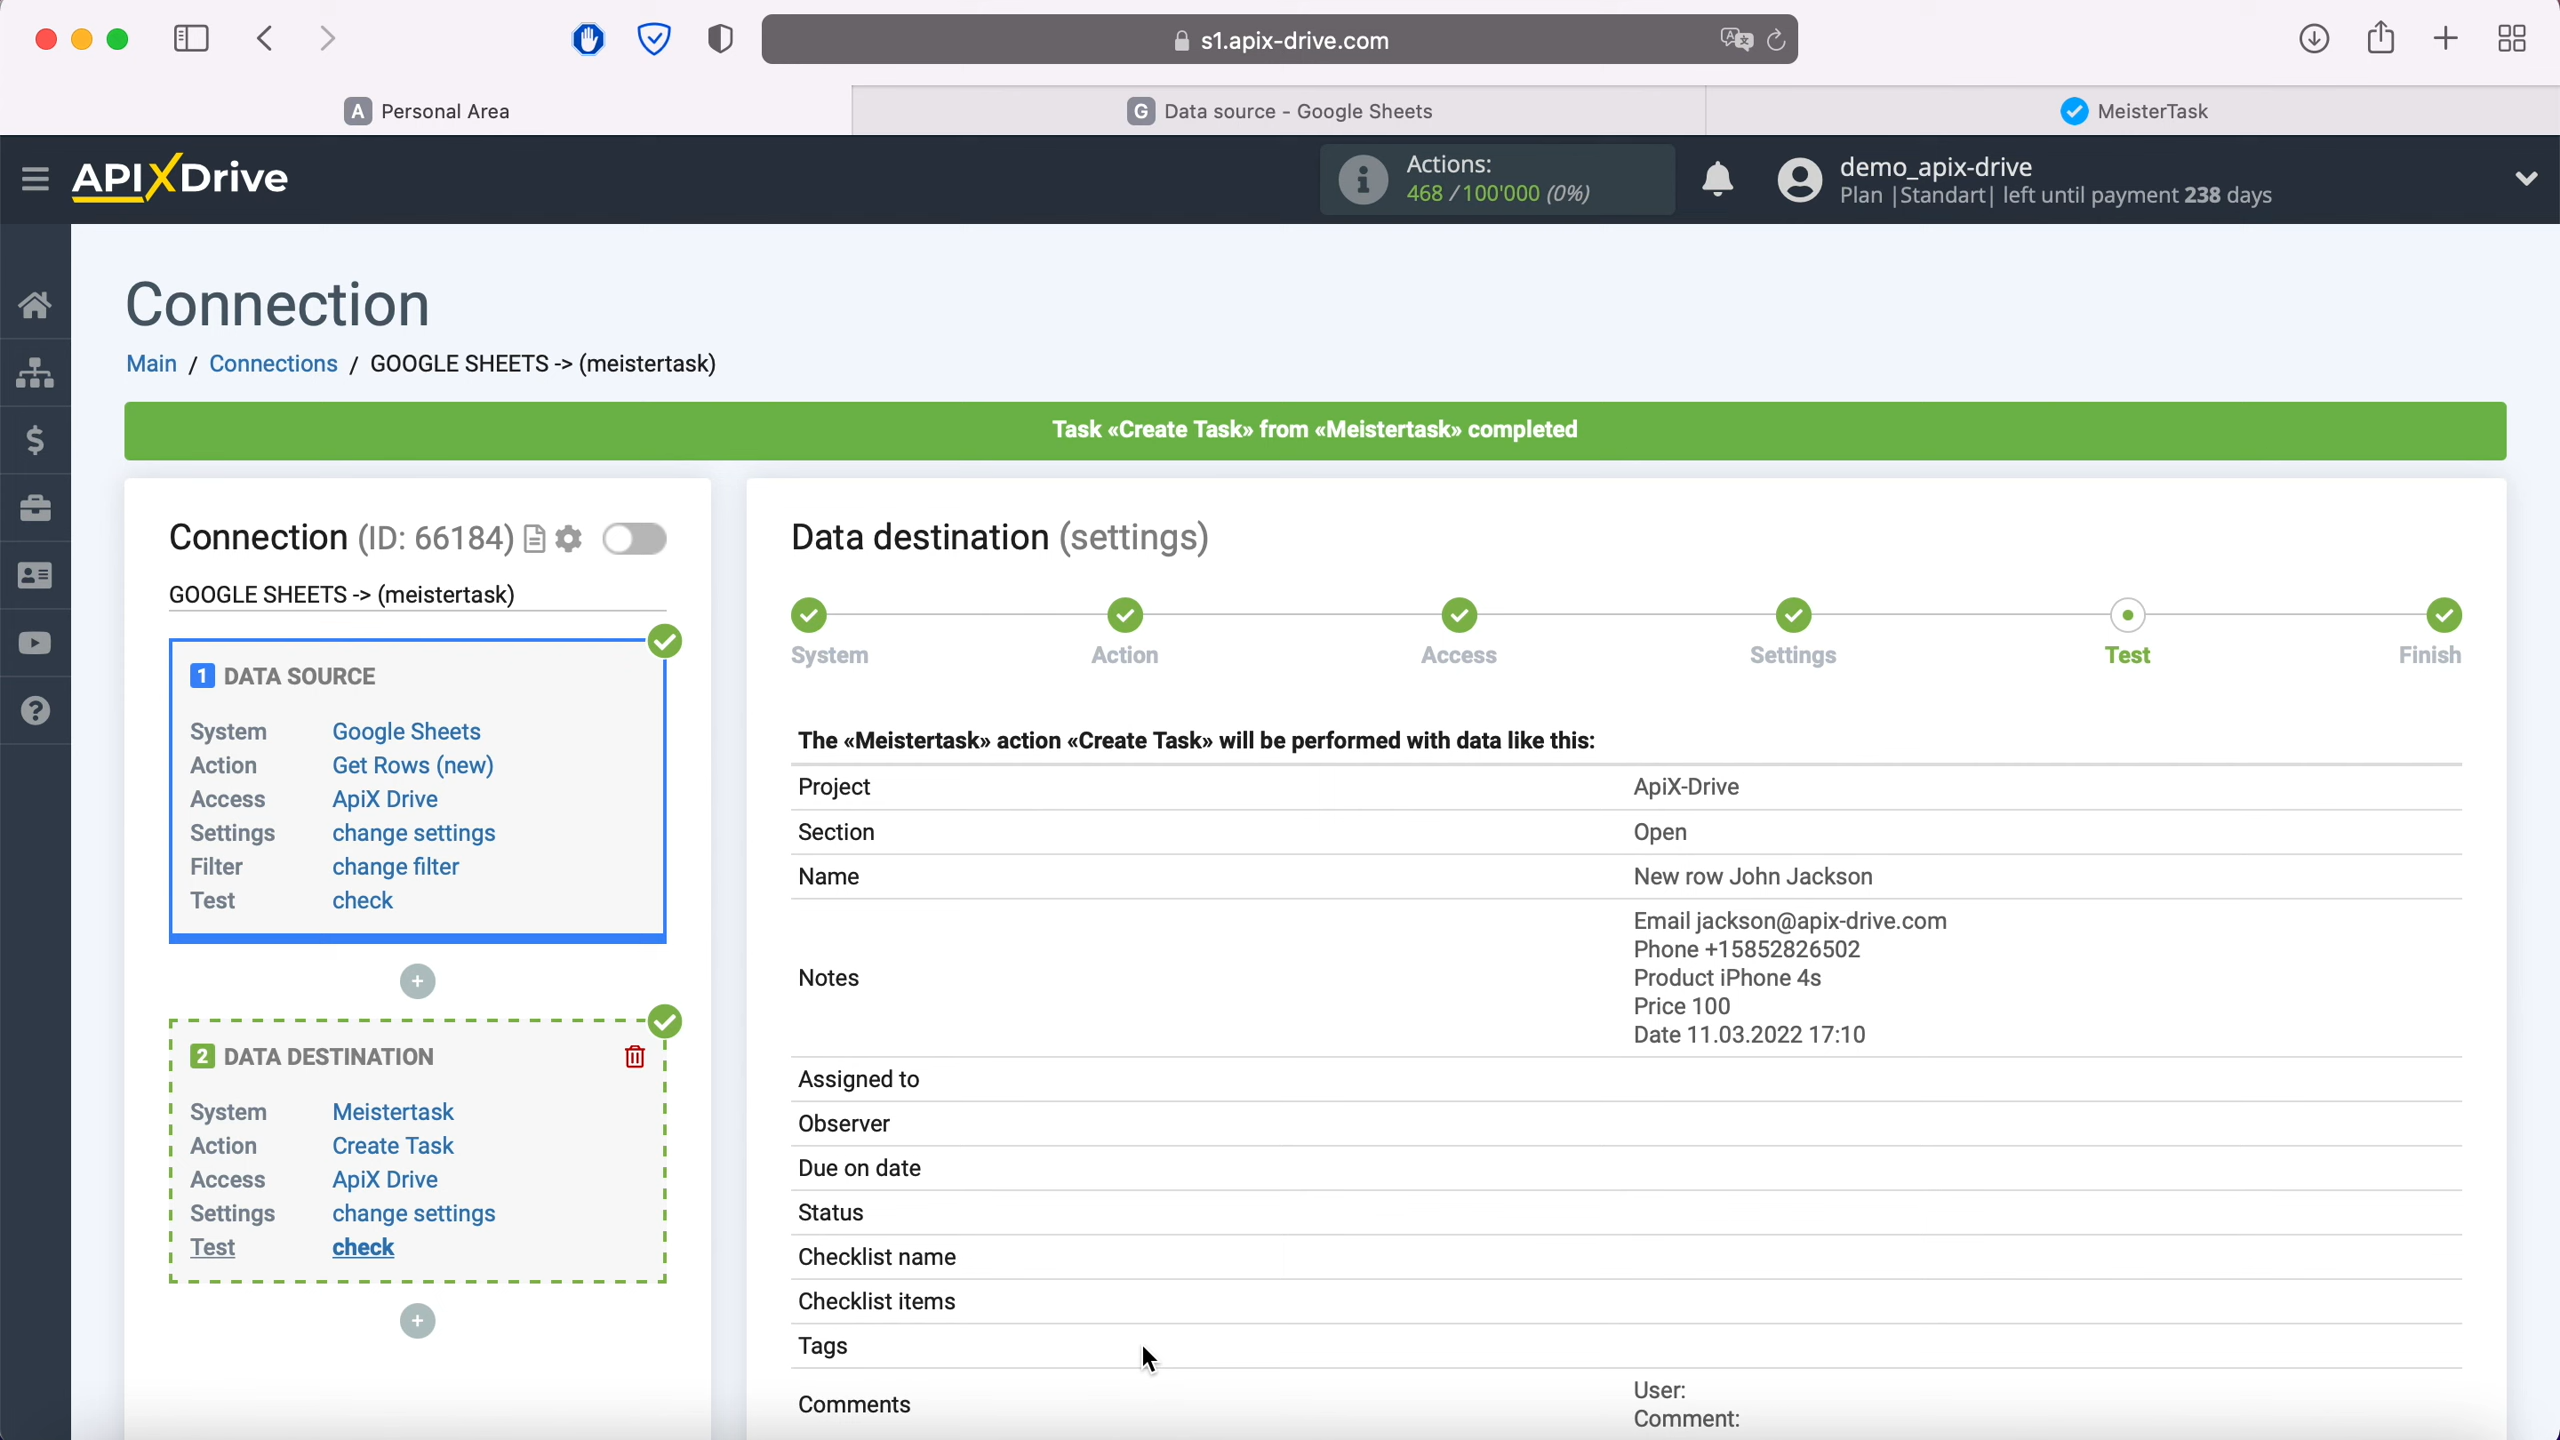 s1.apix-drive.com
A Personal Area
G Data source - Google Sheets
MeisterTask
APIXDrive
Actions:
468 / 100'000 (0%)
demo_apix-drive
Plan |Standart| left until payment 238 days
Connection
Main / Connections / GOOGLE SHEETS -> (meistertask)
Task «Create Task» from «Meistertask» completed
Connection (ID: 66184)
GOOGLE SHEETS -> (meistertask)
1 DATA SOURCE
System Google Sheets
Action Get Rows (new)
Access ApiX Drive
Settings change settings
Filter change filter
Test check
2 DATA DESTINATION
System Meistertask
Action Create Task
Access ApiX Drive
Settings change settings
Test check
Data destination (settings)
System Action Access Settings Test Finish
The «Meistertask» action «Create Task» will be performed with data like this:
Project ApiX-Drive
Section Open
Name New row John Jackson
Notes
Email jackson@apix-drive.com
Phone +15852826502
Product iPhone 4s
Price 100
Date 11.03.2022 17:10
Assigned to
Observer
Due on date
Status
Checklist name
Checklist items
Tags
Comments
User:
Comment: